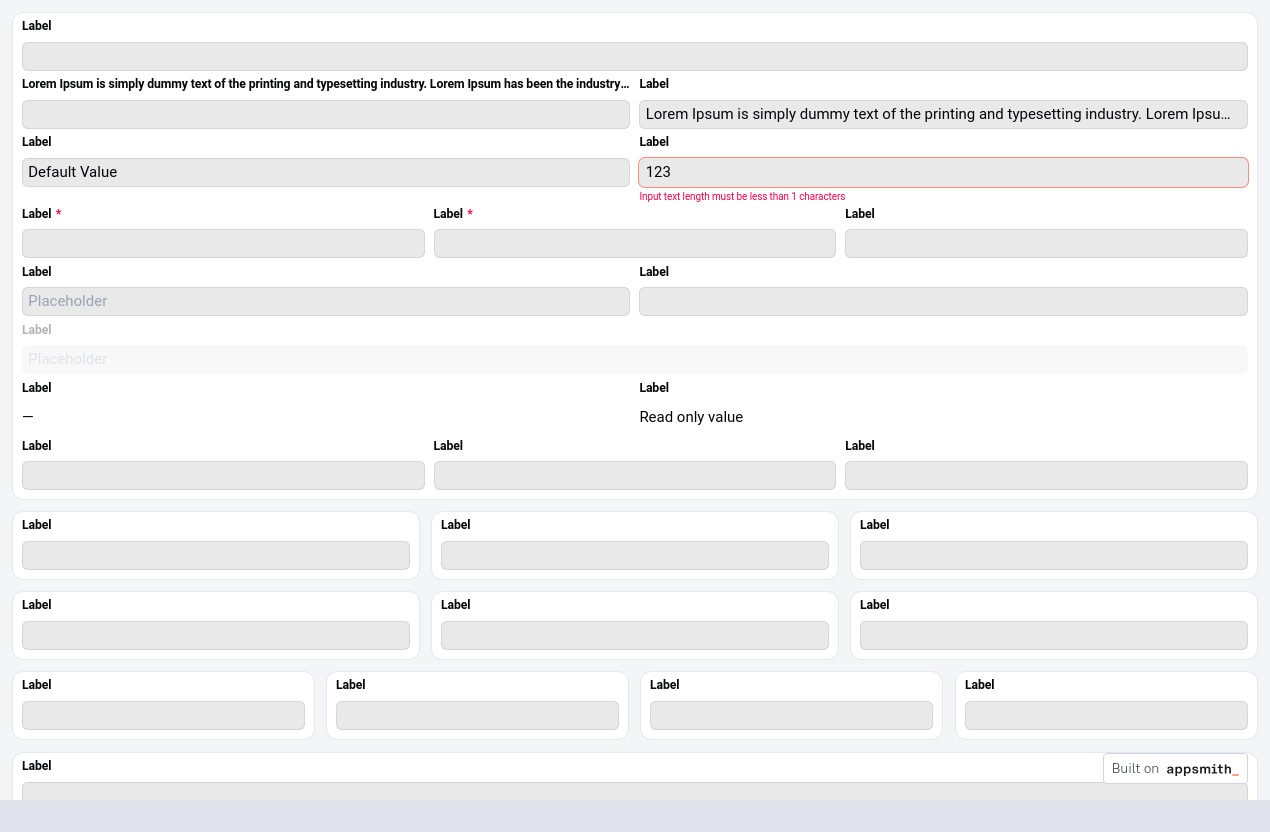 Label
Lorem Ipsum is simply dummy text of the printing and typesetting industry. Lorem Ipsum has been the industry… Label
Lorem Ipsum is simply dummy text of the printing and typesetting industry. Lorem Ipsu…
Label Label
Default Value 123
Input text length must be less than 1 characters
Label * Label * Label
Label Label
Placeholder
Label
Placeholder
Label Label
— Read only value
Label Label Label
Label Label Label
Label Label Label
Label Label Label Label
Label
Built on appsmith_